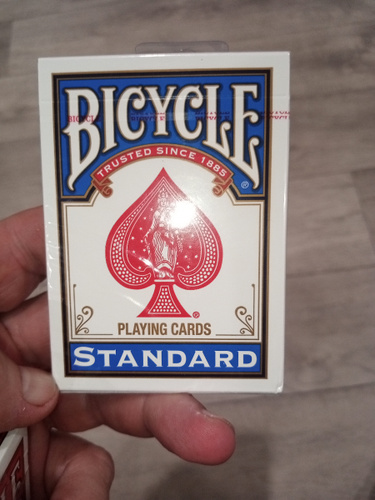 BICYCLE
TRUSTED SINCE 1885
®
®
PLAYING CARDS
STANDARD